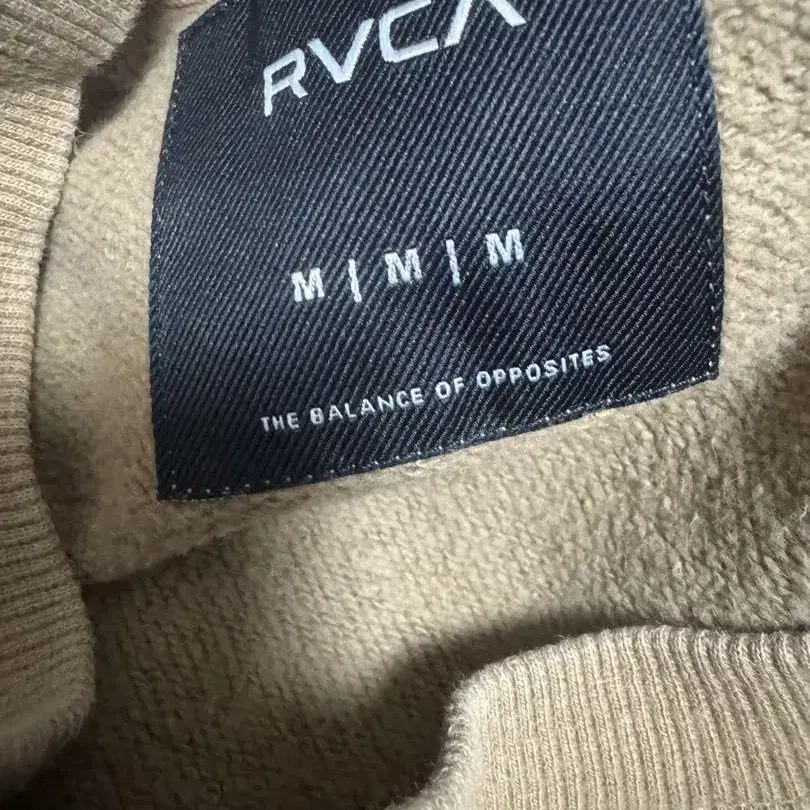 RVCA
M | M | M
THE BALANCE OF OPPOSITES